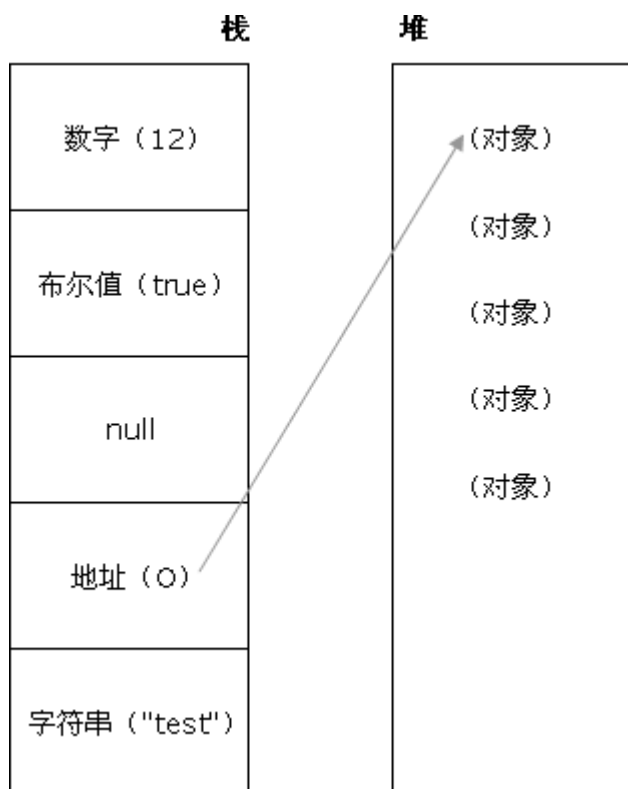 栈
堆
数字（12）
布尔值（true）
null
地址（O）
字符串（"test"）
(对象)
(对象)
(对象)
(对象)
(对象)